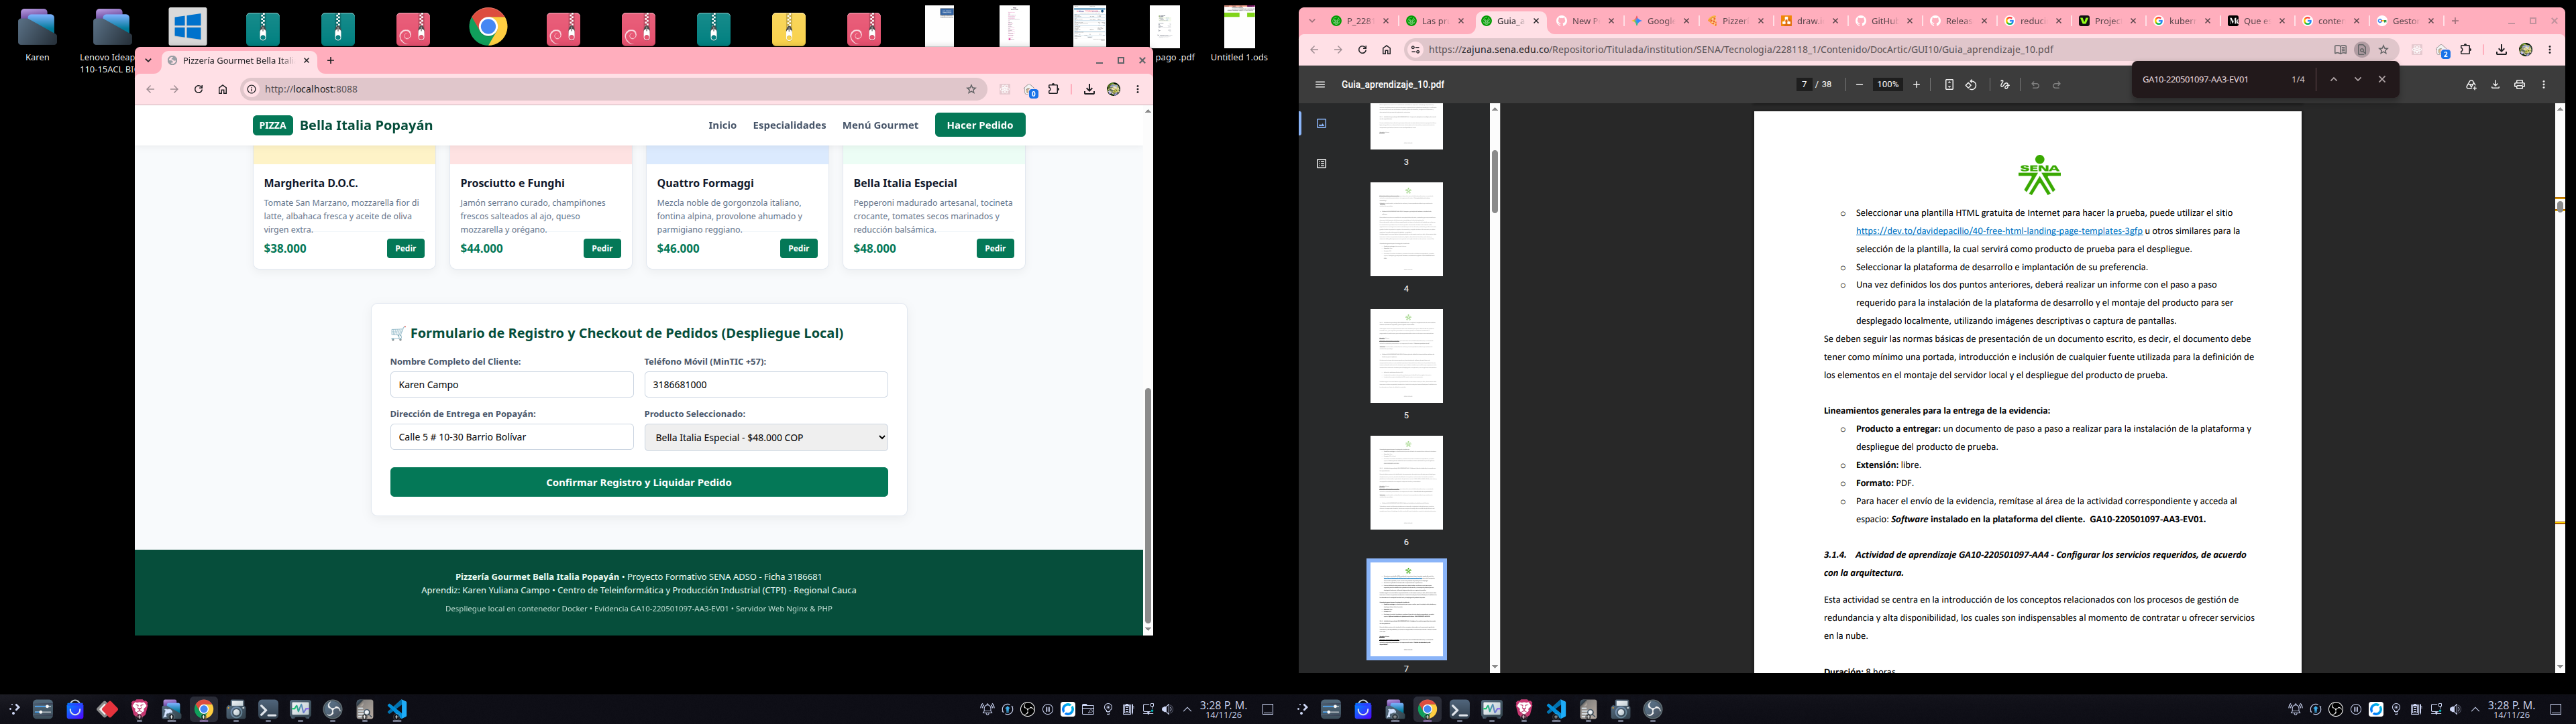 Karen
Lenovo Ideap
110-15ACL BI
pago .pdf
Untitled 1.ods
Pizzería Gourmet Bella Itali
http://localhost:8088
0
PIZZA
Bella Italia Popayán
Inicio
Especialidades
Menú Gourmet
Hacer Pedido
Margherita D.O.C.
Tomate San Marzano, mozzarella fior di
latte, albahaca fresca y aceite de oliva
virgen extra.
$38.000
Pedir
Prosciutto e Funghi
Jamón serrano curado, champiñones
frescos salteados al ajo, queso
mozzarella y orégano.
$44.000
Pedir
Quattro Formaggi
Mezcla noble de gorgonzola italiano,
fontina alpina, provolone ahumado y
parmigiano reggiano.
$46.000
Pedir
Bella Italia Especial
Pepperoni madurado artesanal, tocineta
crocante, tomates secos marinados y
reducción balsámica.
$48.000
Pedir
Formulario de Registro y Checkout de Pedidos (Despliegue Local)
Nombre Completo del Cliente:
Karen Campo
Teléfono Móvil (MinTIC +57):
3186681000
Dirección de Entrega en Popayán:
Calle 5 # 10-30 Barrio Bolívar
Producto Seleccionado:
Bella Italia Especial - $48.000 COP
Confirmar Registro y Liquidar Pedido
Pizzería Gourmet Bella Italia Popayán • Proyecto Formativo SENA ADSO - Ficha 3186681
Aprendiz: Karen Yuliana Campo • Centro de Teleinformática y Producción Industrial (CTPI) - Regional Cauca
Despliegue local en contenedor Docker • Evidencia GA10-220501097-AA3-EV01 • Servidor Web Nginx & PHP
3:28 P. M.
14/11/26
P_2281
Las pr
Guia_a
New P
Google
Pizzerí
draw.i
GitHul
Releas
reduci
Projec
kubern
Que e
conter
Gestor
https://zajuna.sena.edu.co/Repositorio/Titulada/institution/SENA/Tecnologia/228118_1/Contenido/DocArtic/GUI10/Guia_aprendizaje_10.pdf
2
Guia_aprendizaje_10.pdf
7 / 38
100%
GA10-220501097-AA3-EV01
1/4
3
4
5
6
7
SENA
o Seleccionar una plantilla HTML gratuita de Internet para hacer la prueba, puede utilizar el sitio
https://dev.to/davidepacilio/40-free-html-landing-page-templates-3gfp u otros similares para la
selección de la plantilla, la cual servirá como producto de prueba para el despliegue.
o Seleccionar la plataforma de desarrollo e implantación de su preferencia.
o Una vez definidos los dos puntos anteriores, deberá realizar un informe con el paso a paso
requerido para la instalación de la plataforma de desarrollo y el montaje del producto para ser
desplegado localmente, utilizando imágenes descriptivas o captura de pantallas.
Se deben seguir las normas básicas de presentación de un documento escrito, es decir, el documento debe
tener como mínimo una portada, introducción e inclusión de cualquier fuente utilizada para la definición de
los elementos en el montaje del servidor local y el despliegue del producto de prueba.
Lineamientos generales para la entrega de la evidencia:
o Producto a entregar: un documento de paso a paso a realizar para la instalación de la plataforma y
despliegue del producto de prueba.
o Extensión: libre.
o Formato: PDF.
o Para hacer el envío de la evidencia, remítase al área de la actividad correspondiente y acceda al
espacio: Software instalado en la plataforma del cliente. GA10-220501097-AA3-EV01.
3.1.4. Actividad de aprendizaje GA10-220501097-AA4 - Configurar los servicios requeridos, de acuerdo
con la arquitectura.
Esta actividad se centra en la introducción de los conceptos relacionados con los procesos de gestión de
redundancia y alta disponibilidad, los cuales son indispensables al momento de contratar u ofrecer servicios
en la nube.
Duración: 8 horas
3:28 P. M.
14/11/26